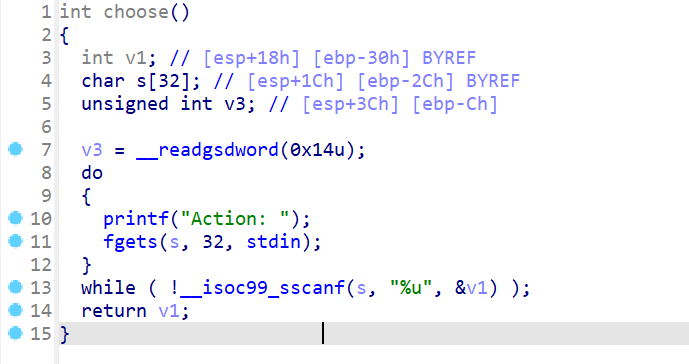 1 int choose()
2 {
3 int v1; // [esp+18h] [ebp-30h] BYREF
4 char s[32]; // [esp+1Ch] [ebp-2Ch] BYREF
5 unsigned int v3; // [esp+3Ch] [ebp-Ch]
6
7 v3 = __readgsdword(0x14u);
8 do
9 {
10 printf("Action: ");
11 fgets(s, 32, stdin);
12 }
13 while ( !__isoc99_sscanf(s, "%u", &v1) );
14 return v1;
15 }